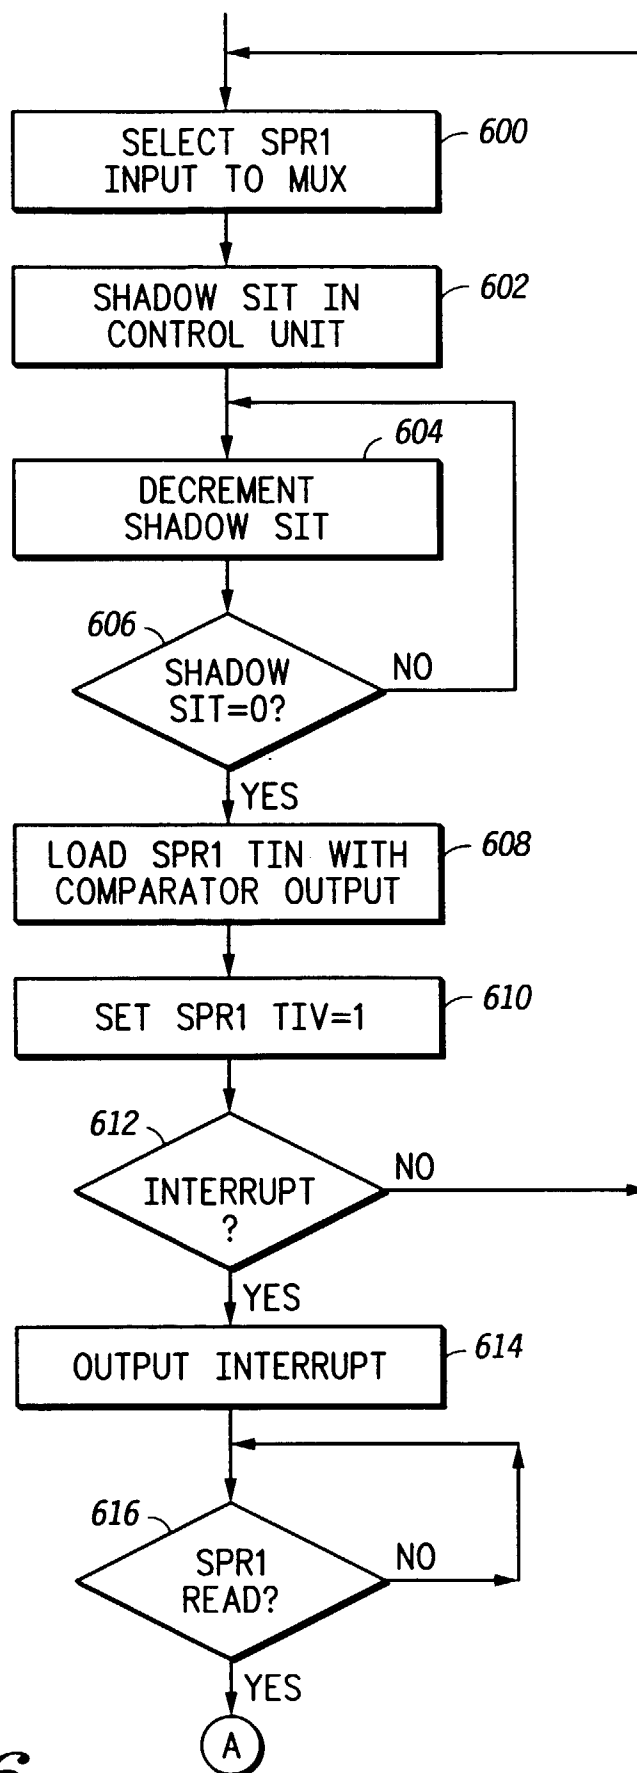 SELECT SPR1
INPUT TO MUX
600
SHADOW SIT IN
CONTROL UNIT
602
604
DECREMENT
SHADOW SIT
606
SHADOW
SIT=0?
NO
YES
LOAD SPR1 TIN WITH
COMPARATOR OUTPUT
608
SET SPR1 TIV=1
610
612
INTERRUPT
?
NO
YES
OUTPUT INTERRUPT
614
616
SPR1
READ?
NO
YES
A